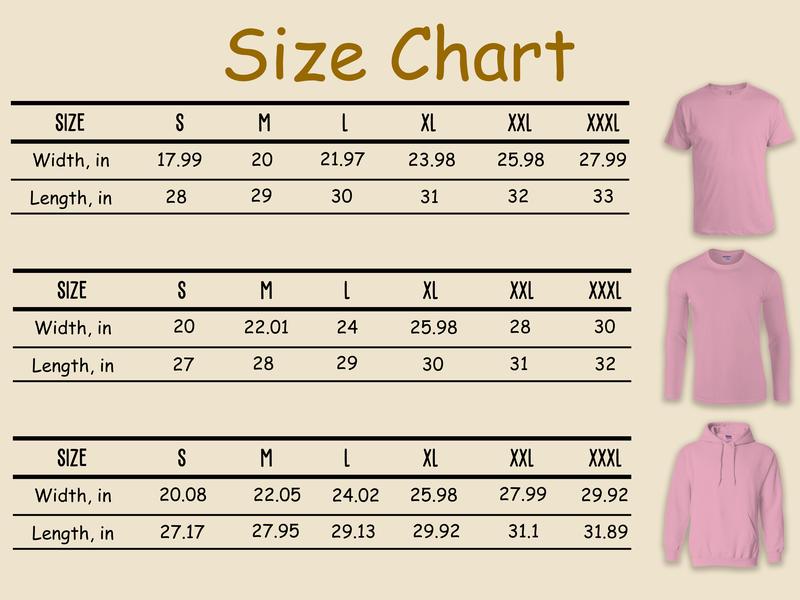 Size Chart
SIZE S M L XL XXL XXXL
Width, in 17.99 20 21.97 23.98 25.98 27.99
Length, in 28 29 30 31 32 33
SIZE S M L XL XXL XXXL
Width, in 20 22.01 24 25.98 28 30
Length, in 27 28 29 30 31 32
SIZE S M L XL XXL XXXL
Width, in 20.08 22.05 24.02 25.98 27.99 29.92
Length, in 27.17 27.95 29.13 29.92 31.1 31.89